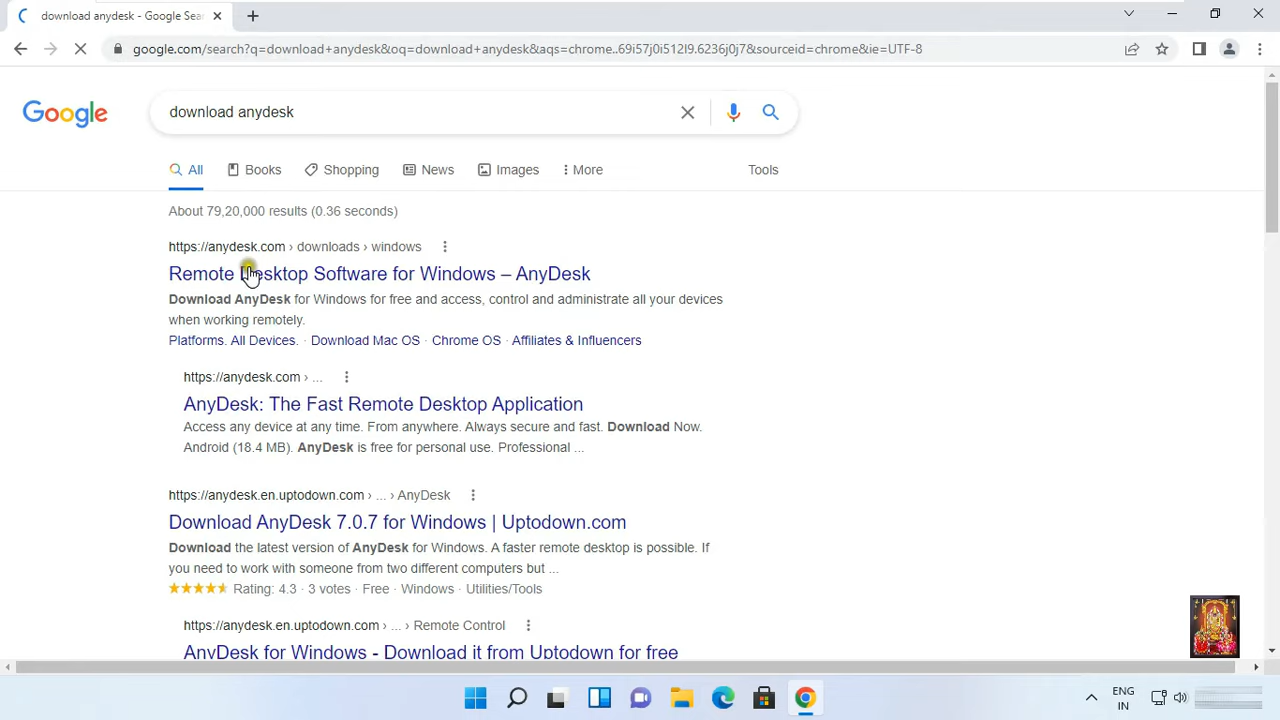 download anydesk - Google Sea
google.com/search?q=download+anydesk&oq=download+anydesk&aqs=chrome..69i57j0i512l9.6236j0j7&sourceid=chrome&ie=UTF-8
Google
download anydesk
All
Books
Shopping
News
Images
More
Tools
About 79,20,000 results (0.36 seconds)
https://anydesk.com › downloads › windows
Remote Desktop Software for Windows – AnyDesk
Download AnyDesk for Windows for free and access, control and administrate all your devices
when working remotely.
Platforms. All Devices. · Download Mac OS · Chrome OS · Affiliates & Influencers
https://anydesk.com › ...
AnyDesk: The Fast Remote Desktop Application
Access any device at any time. From anywhere. Always secure and fast. Download Now.
Android (18.4 MB). AnyDesk is free for personal use. Professional ...
https://anydesk.en.uptodown.com › ... › AnyDesk
Download AnyDesk 7.0.7 for Windows | Uptodown.com
Download the latest version of AnyDesk for Windows. A faster remote desktop is possible. If
you need to work with someone from two different computers but ...
Rating: 4.3 · 3 votes · Free · Windows · Utilities/Tools
https://anydesk.en.uptodown.com › ... › Remote Control
AnyDesk for Windows - Download it from Uptodown for free
ENG
IN